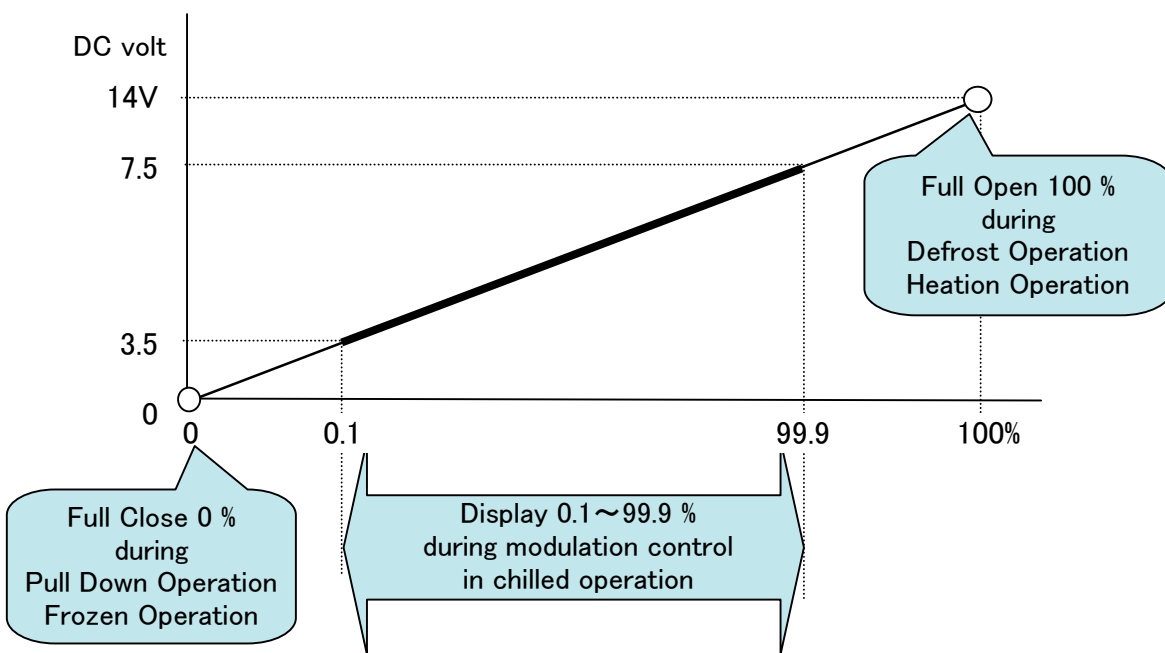 DC volt
14V
7.5
3.5
0
0
0.1
99.9
100%
Full Open 100 %
during
Defrost Operation
Heation Operation
Full Close 0 %
during
Pull Down Operation
Frozen Operation
Display 0.1～99.9 %
during modulation control
in chilled operation